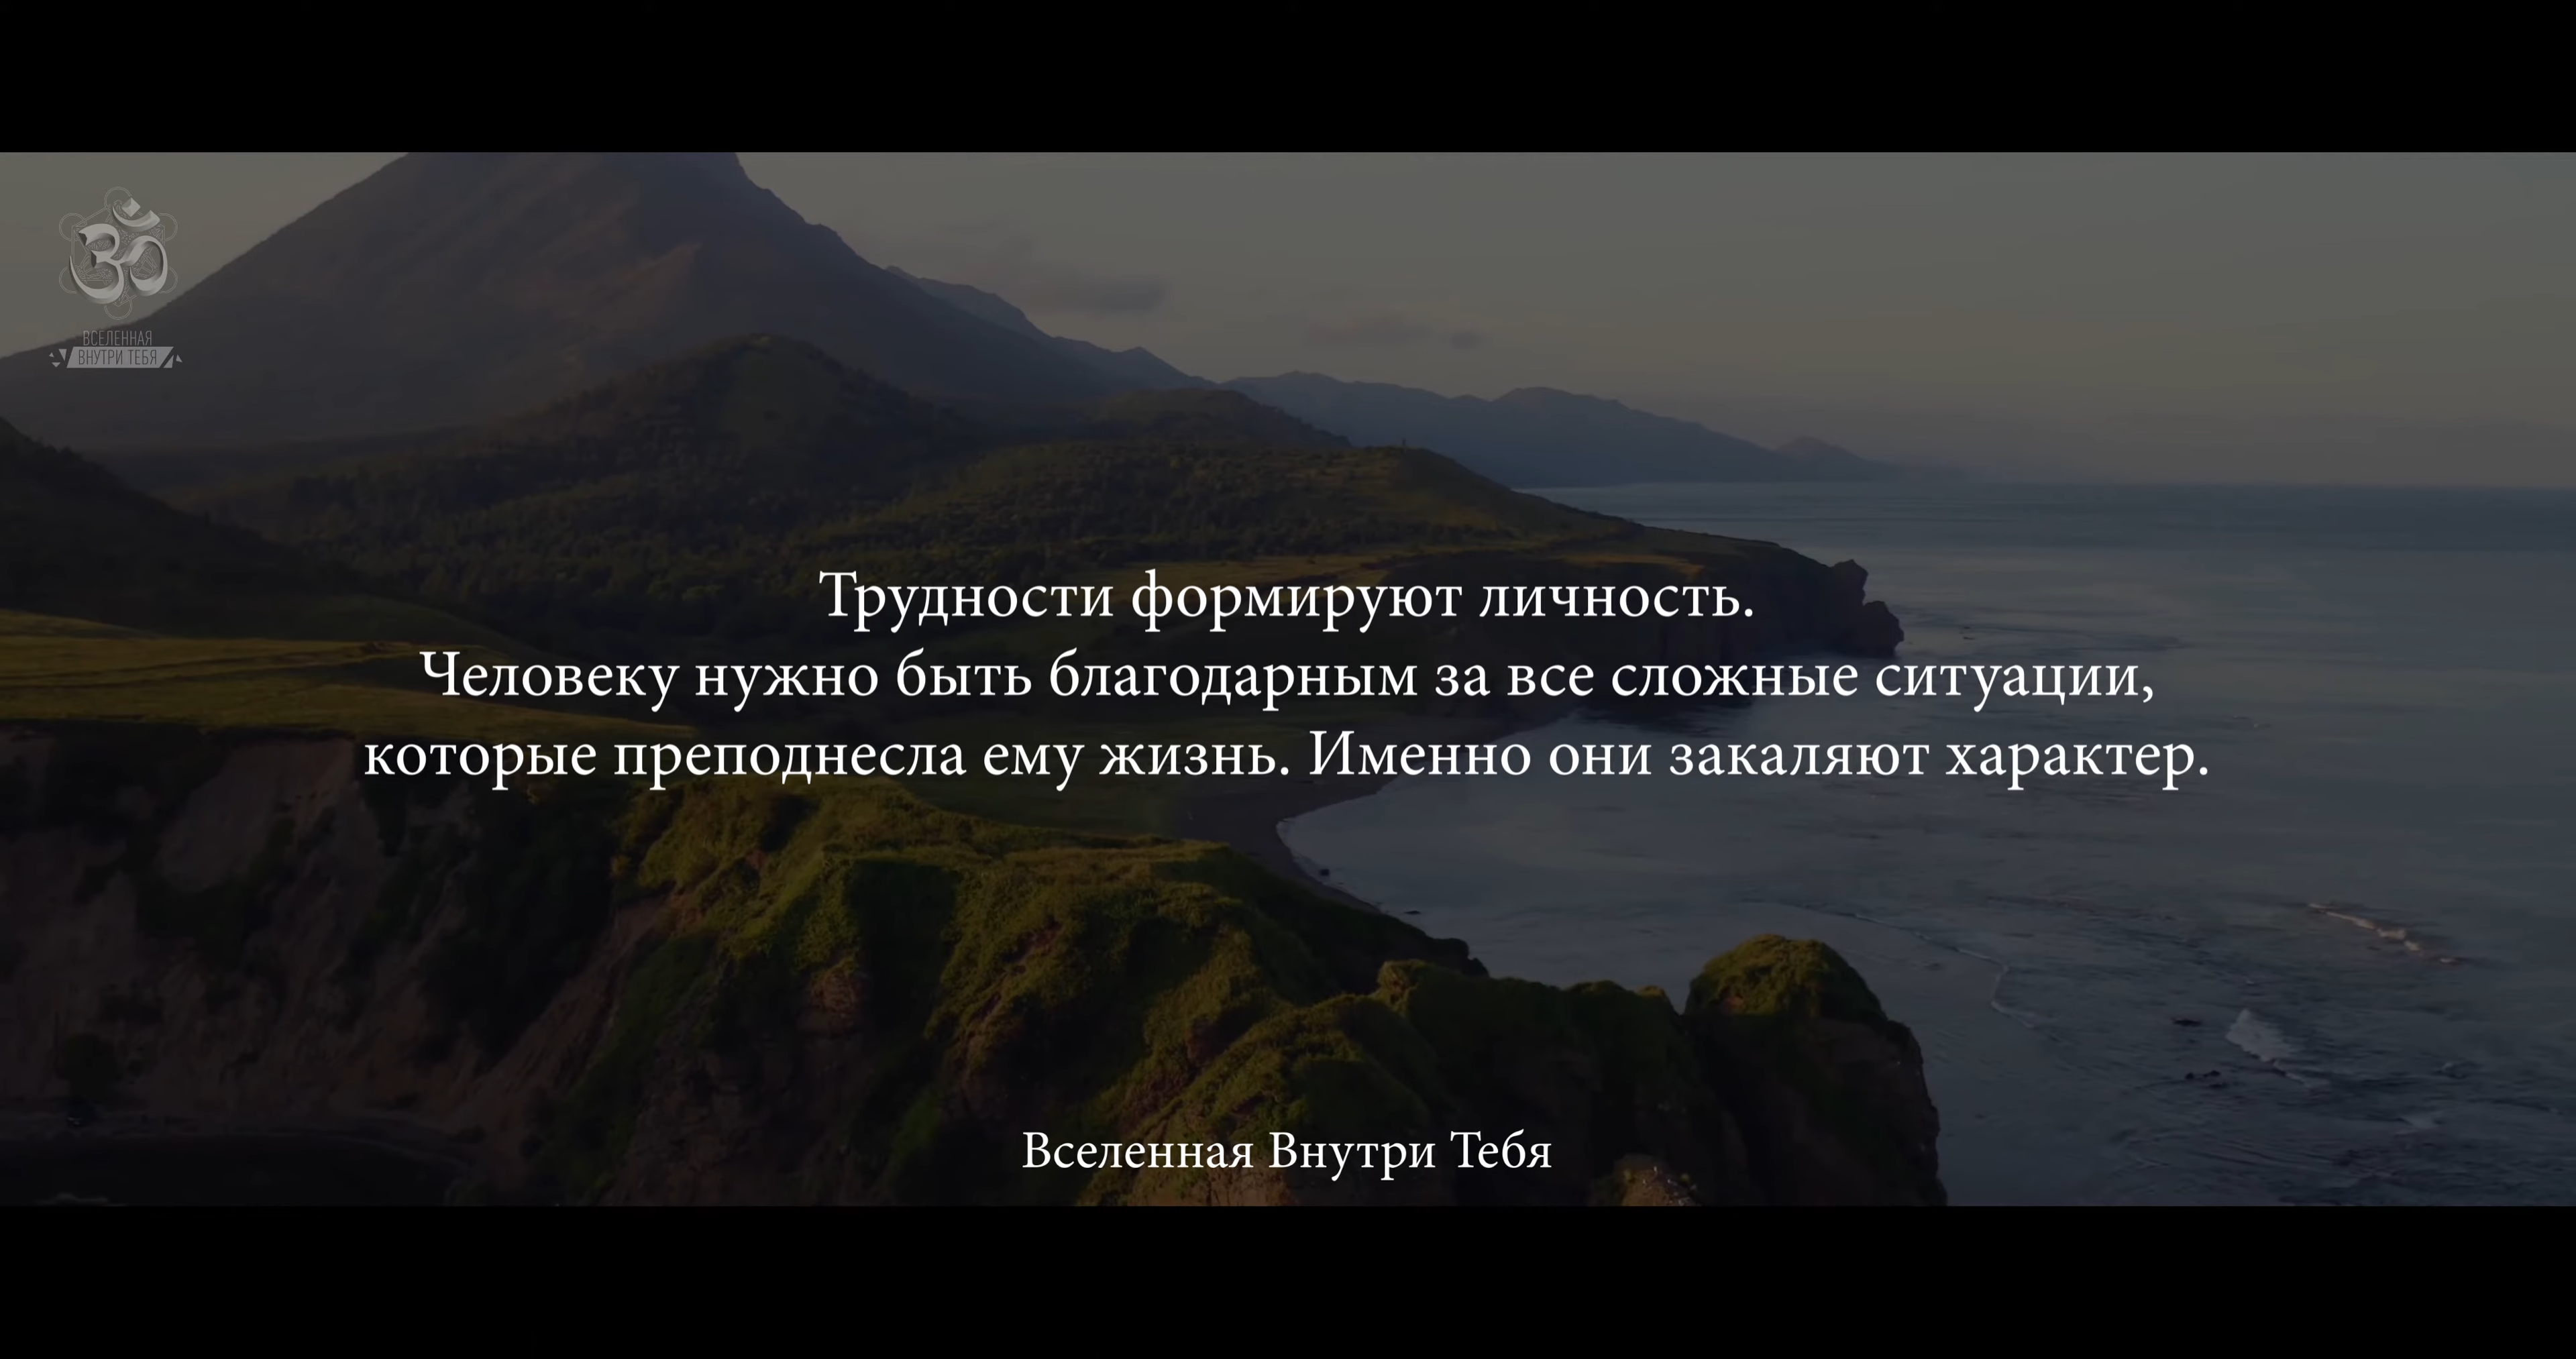 ВСЕЛЕННАЯ
ВНУТРИ ТЕБЯ
Трудности формируют личность.
Человеку нужно быть благодарным за все сложные ситуации,
которые преподнесла ему жизнь. Именно они закаляют характер.
Вселенная Внутри Тебя